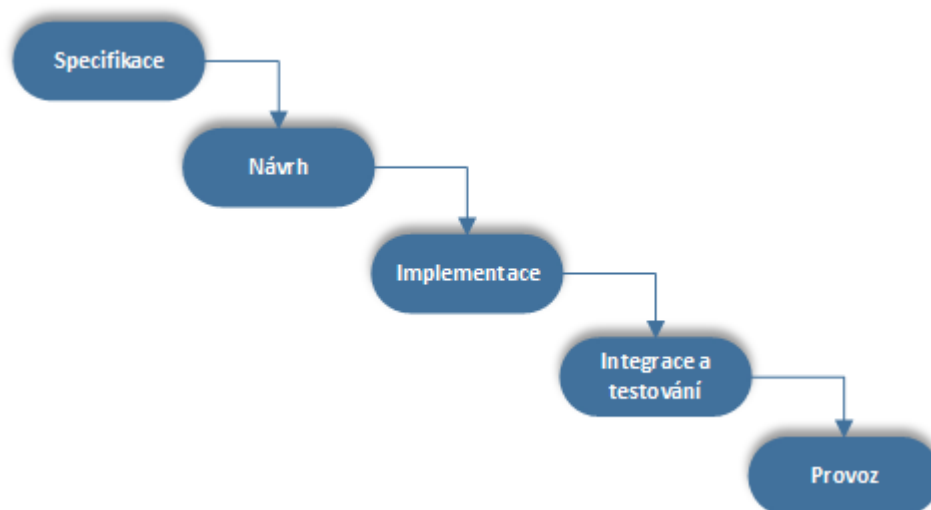 Specifikace
Návrh
Implementace
Integrace a
testování
Provoz